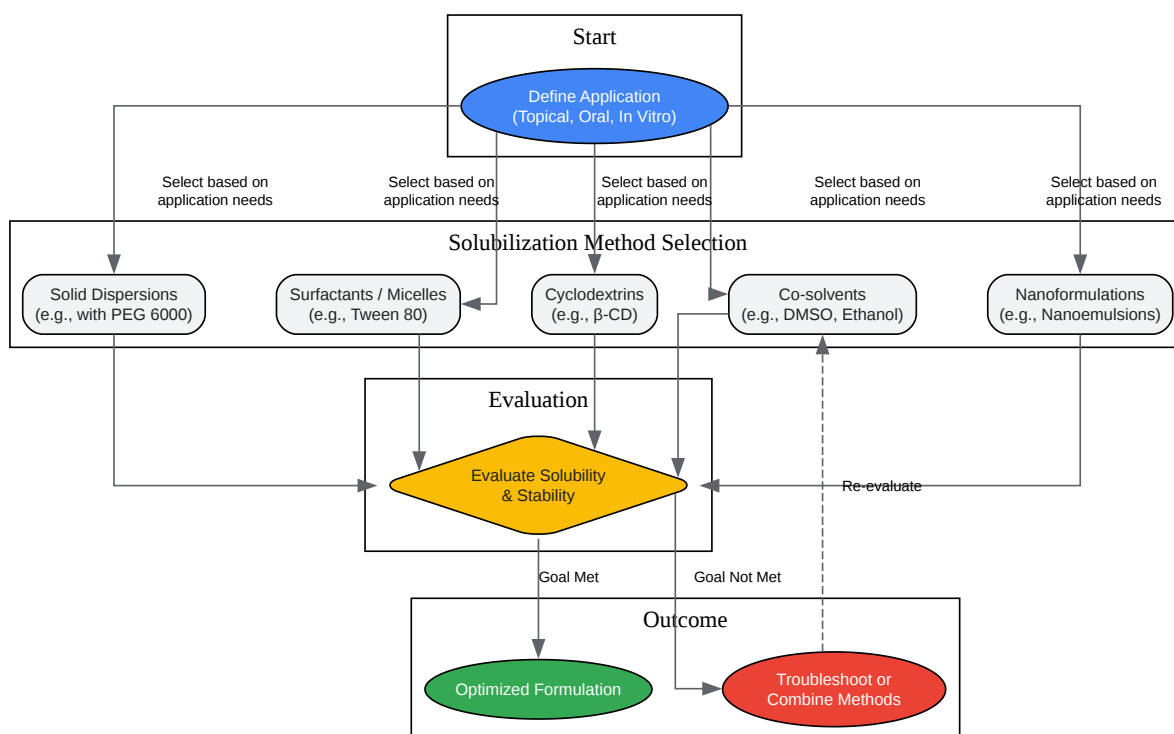 Start
Define Application
(Topical, Oral, In Vitro)
Select based on
application needs
Select based on
application needs
Select based on
application needs
Select based on
application needs
Select based on
application needs
Solubilization Method Selection
Solid Dispersions
(e.g., with PEG 6000)
Surfactants / Micelles
(e.g., Tween 80)
Cyclodextrins
(e.g., β-CD)
Co-solvents
(e.g., DMSO, Ethanol)
Nanoformulations
(e.g., Nanoemulsions)
Evaluation
Evaluate Solubility
& Stability
Re-evaluate
Goal Met
Goal Not Met
Outcome
Optimized Formulation
Troubleshoot or
Combine Methods